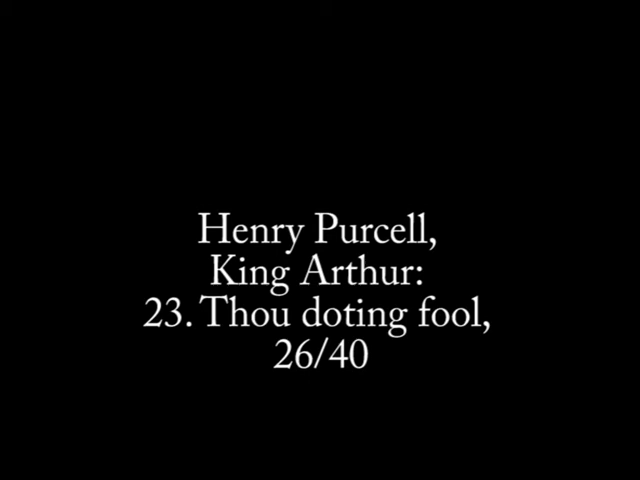 Henry Purcell,
King Arthur:
23. Thou doting fool,
26/40